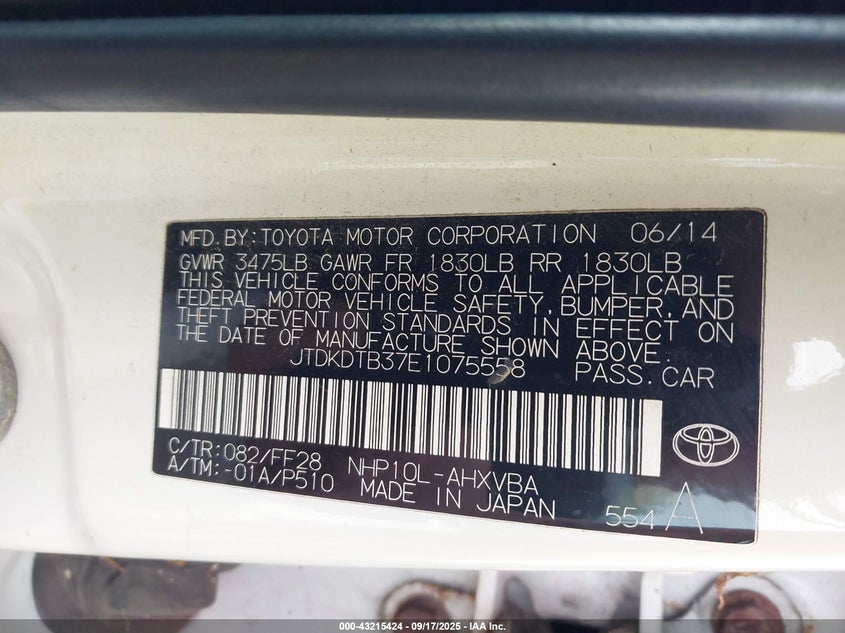 MFD. BY: TOYOTA MOTOR CORPORATION 06/14
GVWR 3475LB GAWR FR 1830LB RR 1830LB
THIS VEHICLE CONFORMS TO ALL APPLICABLE
FEDERAL MOTOR VEHICLE SAFETY, BUMPER, AND
THEFT PREVENTION STANDARDS IN EFFECT ON
THE DATE OF MANUFACTURE SHOWN ABOVE.
JTDKDTB37E1075558 PASS. CAR
C/TR: 082/FF28 NHP10L-AHXVBA
A/TM: -01A/P510 MADE IN JAPAN 554 A
000-43215424 - 09/17/2025 - IAA Inc.